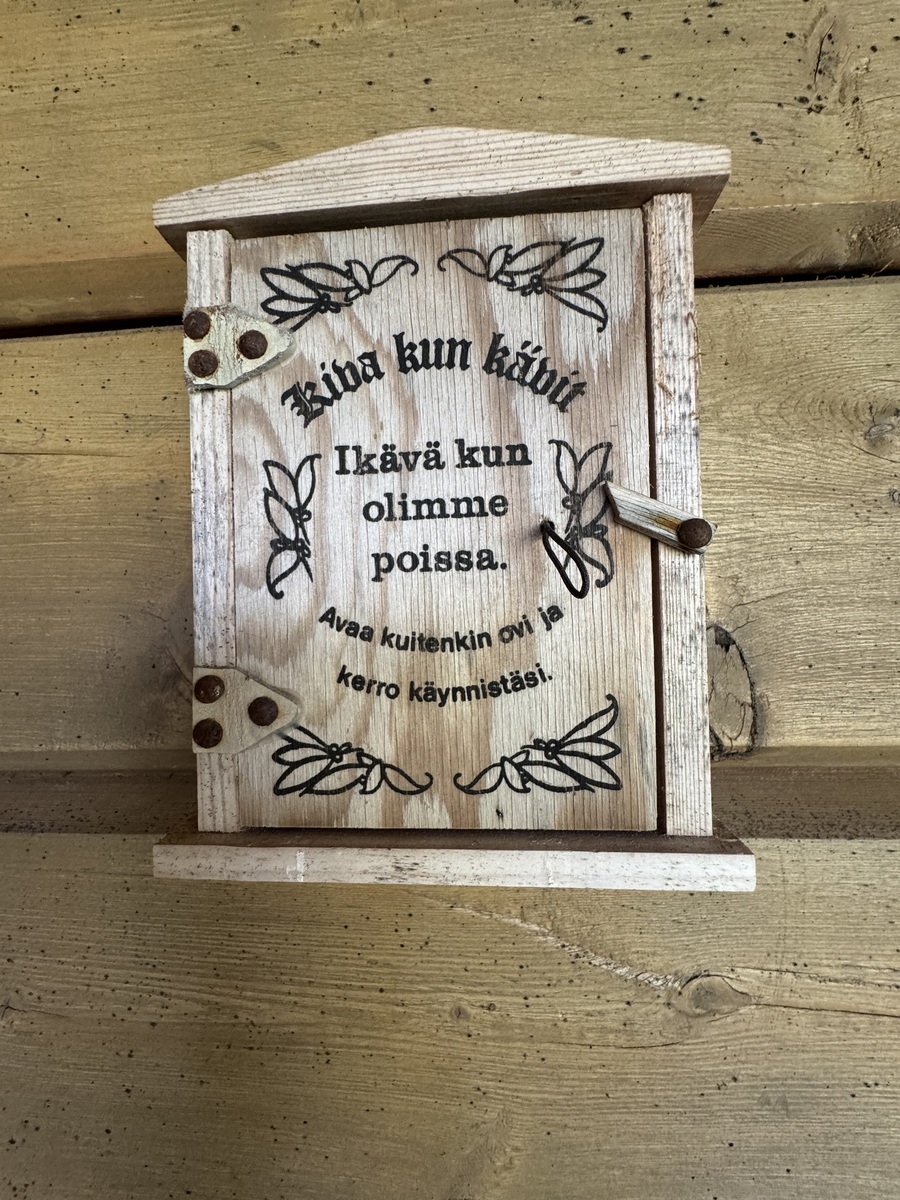 Kiva kun kävit
Ikävä kun
olimme
poissa.
Avaa kuitenkin ovi ja
kerro käynnistäsi.